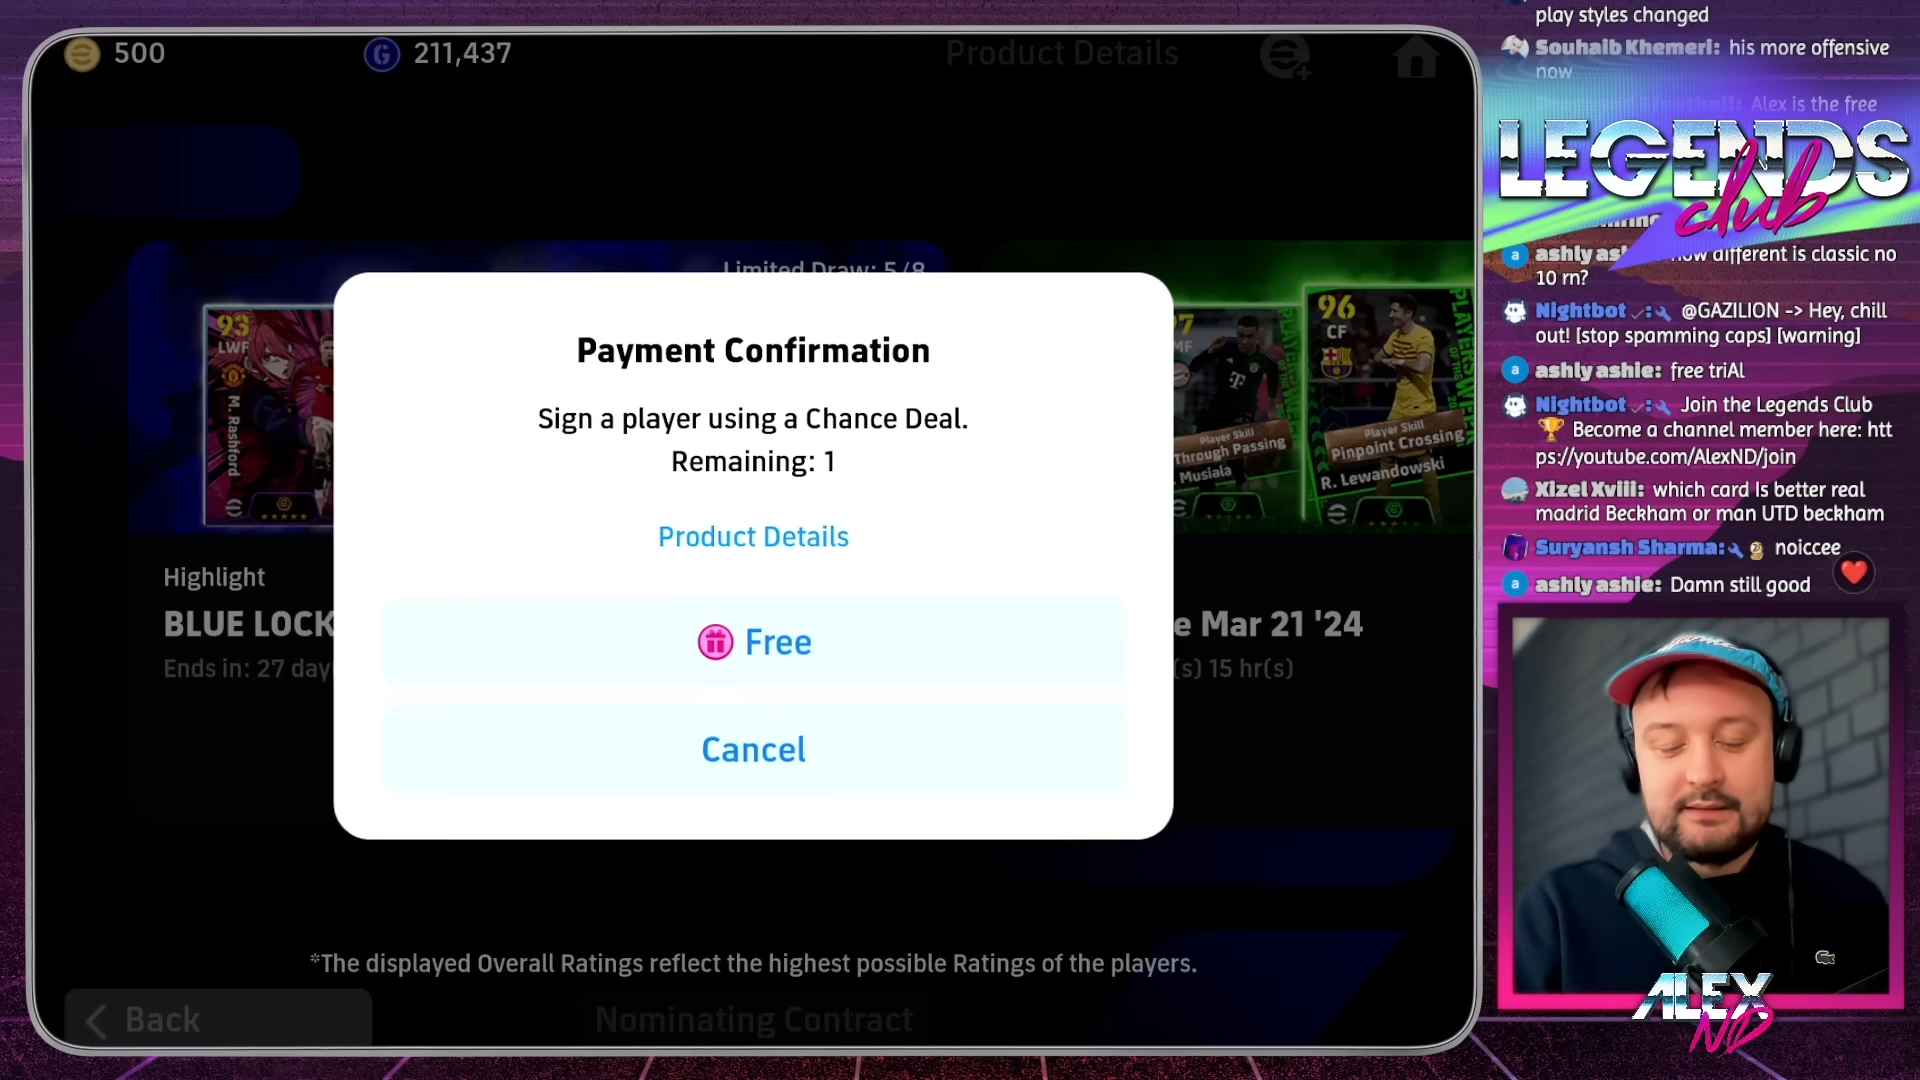 500
211,437
Product Details
Limited Draw: 5/8
93
LWF
M. Rashford
96
CF
PLAYERS OF THE WEEK
Player Skill
Through Passing
Musiala
Player Skill
Pinpoint Crossing
R. Lewandowski
Payment Confirmation
Sign a player using a Chance Deal.
Remaining: 1
Product Details
Free
Cancel
Highlight
BLUE LOCK
Ends in: 27 day
e Mar 21 '24
(s) 15 hr(s)
*The displayed Overall Ratings reflect the highest possible Ratings of the players.
Back
Nominating Contract
play styles changed
Souhaib Khemeri: his more offensive
now
Alex is the free
LEGENDS
club
ashly as
how different is classic no
10 rn?
Nightbot: @GAZILION -> Hey, chill
out! [stop spamming caps] [warning]
ashly ashie: free triAl
Nightbot: Join the Legends Club
🏆 Become a channel member here: htt
ps://youtube.com/AlexND/join
Xizel Xviii: which card Is better real
madrid Beckham or man UTD beckham
Suryansh Sharma: noiccee
ashly ashie: Damn still good
ALEX
ND